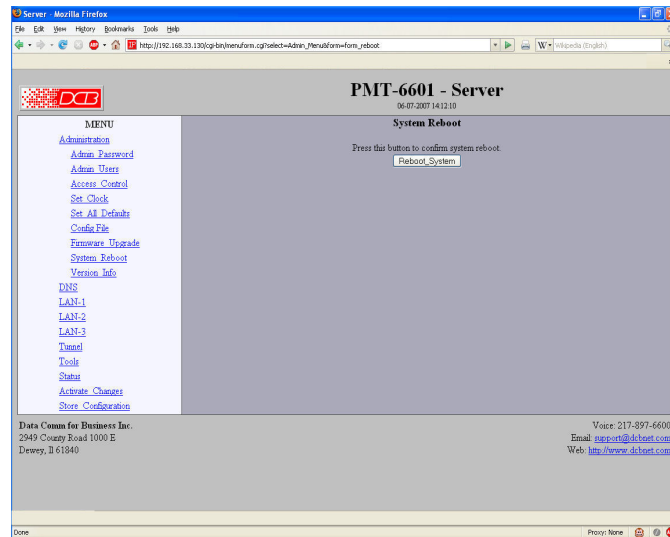 Server - Mozilla Firefox
File Edit View History Bookmarks Tools Help
http://192.168.33.130/cgi-bin/menuform.cgi?select=Admin_Menu&form=form_reboot
Wikipedia (English)
DCB
PMT-6601 - Server
06-07-2007 14:12:10
MENU
Administration
Admin Password
Admin Users
Access Control
Set Clock
Set All Defaults
Config File
Firmware Upgrade
System Reboot
Version Info
DNS
LAN-1
LAN-2
LAN-3
Tunnel
Tools
Status
Activate Changes
Store Configuration
System Reboot
Press this button to confirm system reboot.
Reboot_System
Data Comm for Business Inc.
2949 County Road 1000 E
Dewey, Il 61840
Voice: 217-897-6600
Email: support@dcbnet.com
Web: http://www.dcbnet.com
Done
Proxy: None